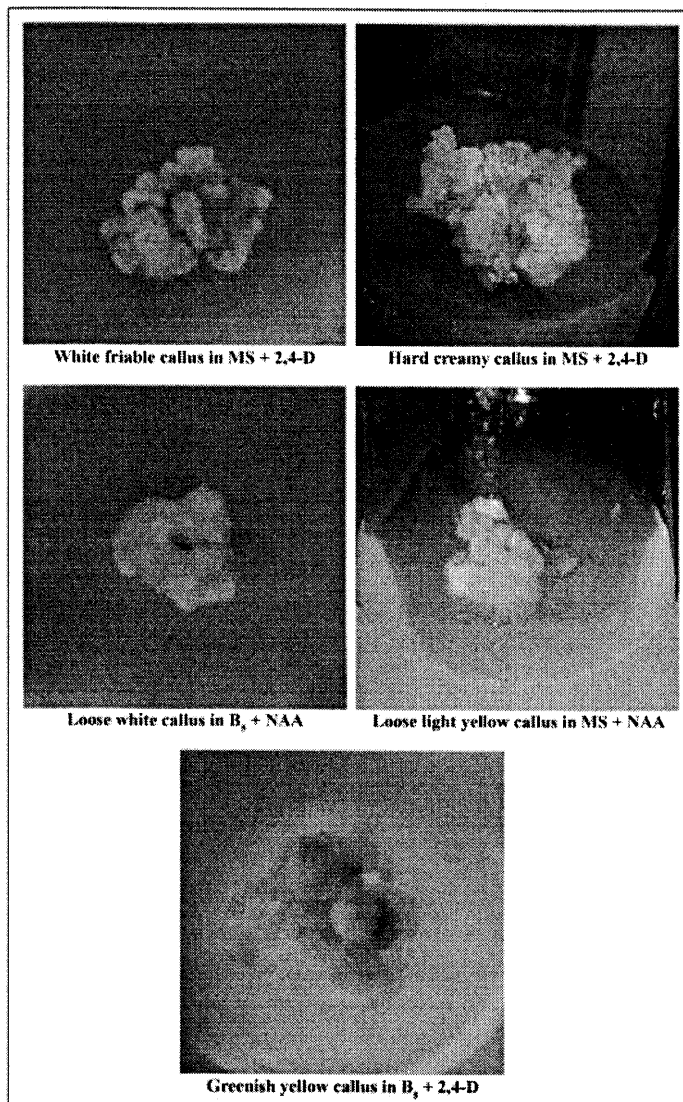 White friable callus in MS + 2,4-D
Hard creamy callus in MS + 2,4-D
Loose white callus in B₅ + NAA
Loose light yellow callus in MS + NAA
Greenish yellow callus in B₅ + 2,4-D